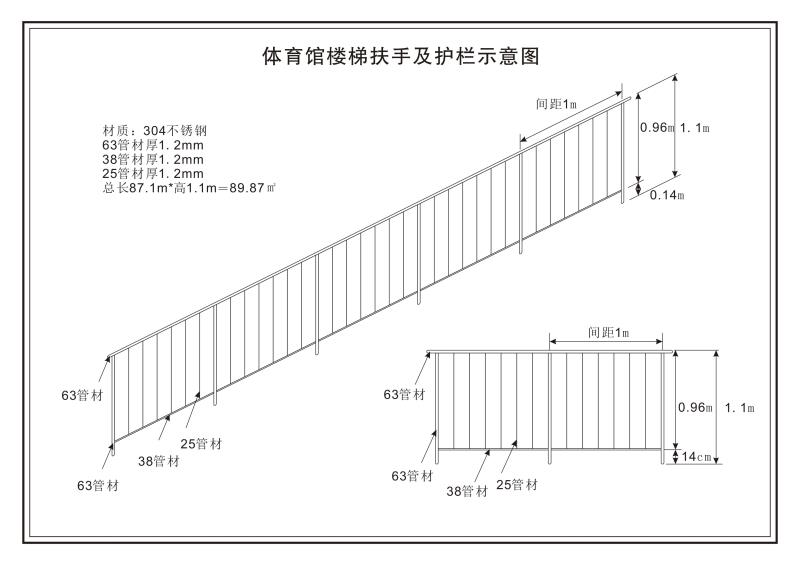 体育馆楼梯扶手及护栏示意图
材质：304不锈钢
63管材厚1.2mm
38管材厚1.2mm
25管材厚1.2mm
总长87.1m*高1.1m=89.87㎡
间距1m
0.96m
1.1m
0.14m
63管材
25管材
38管材
63管材
间距1m
63管材
0.96m
1.1m
14cm
63管材
38管材
25管材